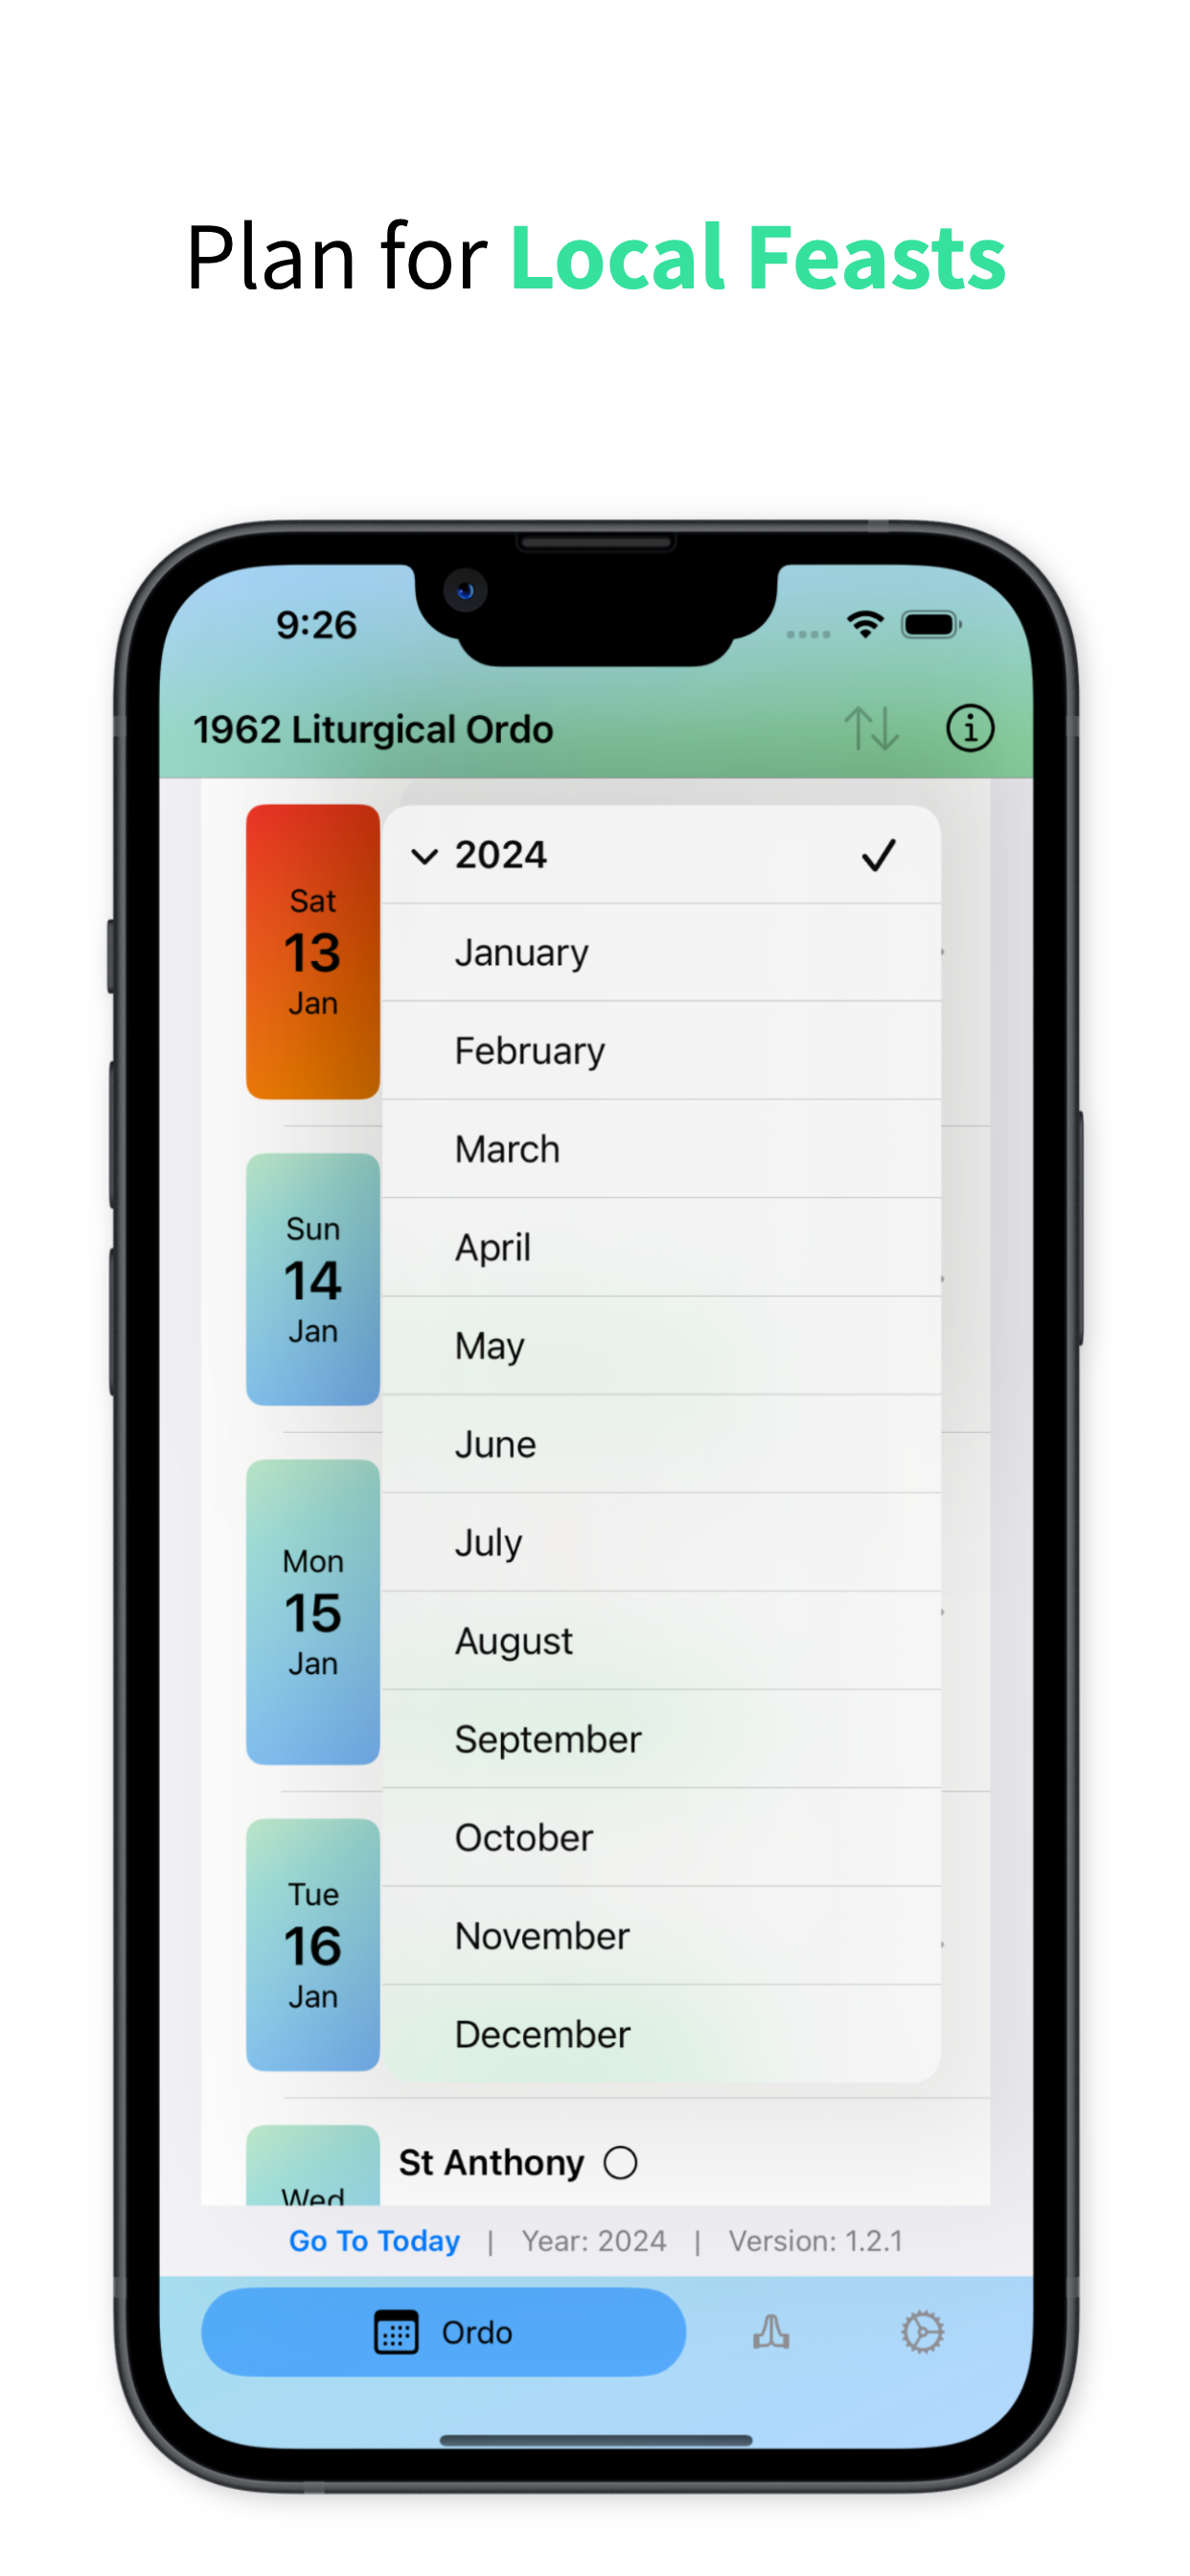 Plan for Local Feasts
9:26
1962 Liturgical Ordo
Sat
13
Jan
2024
January
February
March
April
May
June
July
August
September
October
November
December
Sun
14
Jan
Mon
15
Jan
Tue
16
Jan
Wed
St Anthony
Go To Today | Year: 2024 | Version: 1.2.1
Ordo